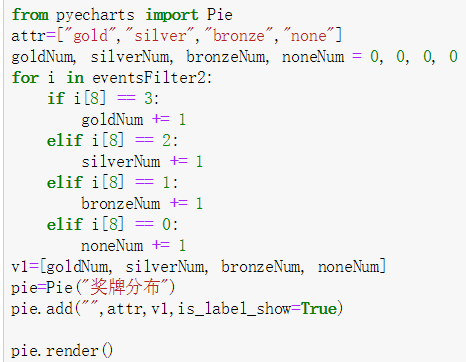 from pyecharts import Pie
attr=["gold","silver","bronze","none"]
goldNum, silverNum, bronzeNum, noneNum = 0, 0, 0, 0
for i in eventsFilter2:
    if i[8] == 3:
        goldNum += 1
    elif i[8] == 2:
        silverNum += 1
    elif i[8] == 1:
        bronzeNum += 1
    elif i[8] == 0:
        noneNum += 1
v1=[goldNum, silverNum, bronzeNum, noneNum]
pie=Pie("奖牌分布")
pie.add("",attr,v1,is_label_show=True)

pie.render()